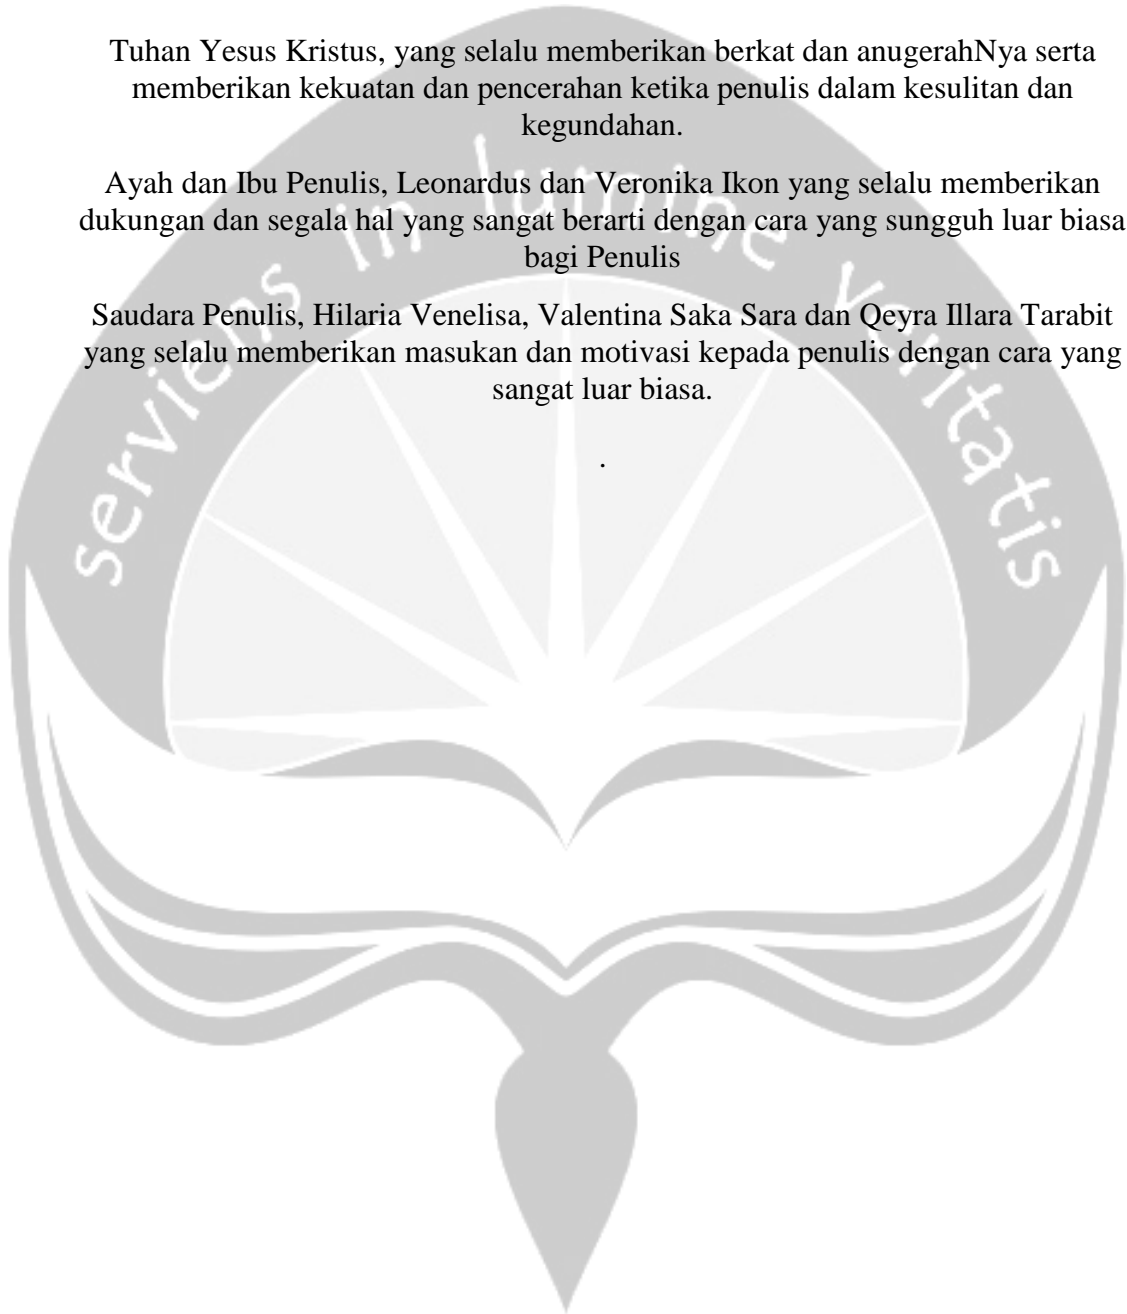 Tuhan Yesus Kristus, yang selalu memberikan berkat dan anugerahNya serta
memberikan kekuatan dan pencerahan ketika penulis dalam kesulitan dan
kegundahan.
Ayah dan Ibu Penulis, Leonardus dan Veronika Ikon yang selalu memberikan
dukungan dan segala hal yang sangat berarti dengan cara yang sungguh luar biasa
bagi Penulis
Saudara Penulis, Hilaria Venelisa, Valentina Saka Sara dan Qeyra Illara Tarabit
yang selalu memberikan masukan dan motivasi kepada penulis dengan cara yang
sangat luar biasa.
.
serviens in lumine veritatis